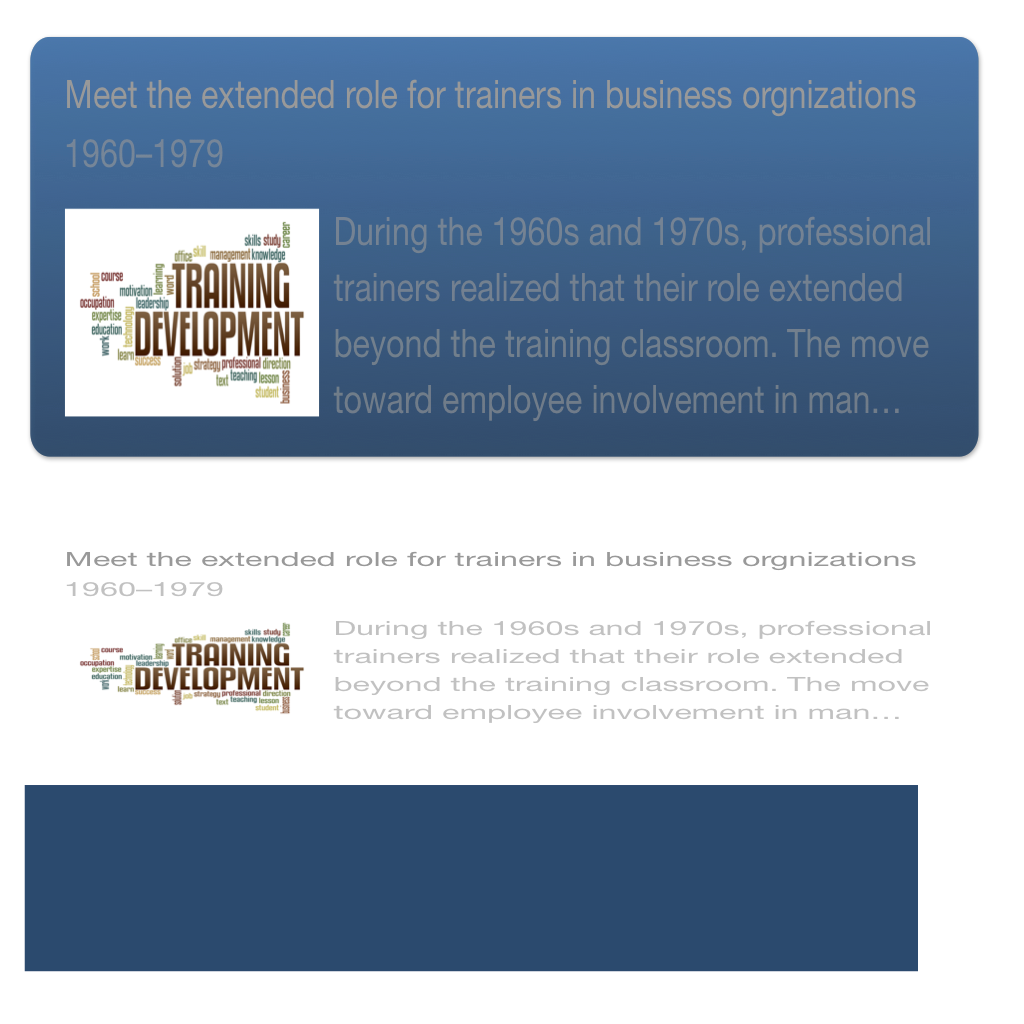 Meet the extended role for trainers in business orgnizations
1960–1979
skills study career
office skill management knowledge
school course learning word TRAINING
motivation
occupation leadership
expertise technology DEVELOPMENT
education
work learn success
solution job strategy professional direction
text teaching lesson
student business
During the 1960s and 1970s, professional
trainers realized that their role extended
beyond the training classroom. The move
toward employee involvement in man…
Meet the extended role for trainers in business orgnizations
1960–1979
skills study career
office skill management knowledge
school course learning word TRAINING
motivation
occupation leadership
expertise technology DEVELOPMENT
education
work learn success
solution job strategy professional direction
text teaching lesson
student business
During the 1960s and 1970s, professional
trainers realized that their role extended
beyond the training classroom. The move
toward employee involvement in man…